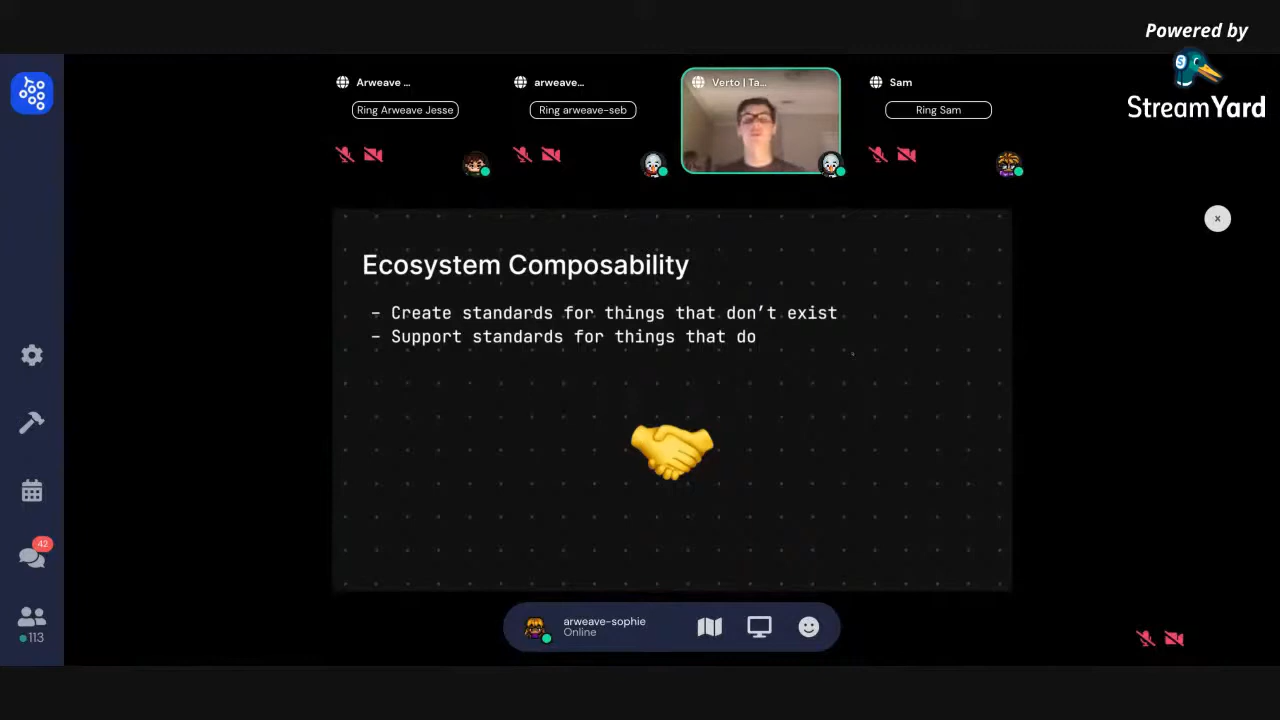 Powered by
StreamYard
Arweave ...
arweave...
Verto | Ta...
Sam
Ring Arweave Jesse
Ring arweave-seb
Ring Sam
x
Ecosystem Composability
- Create standards for things that don't exist
- Support standards for things that do
42
113
arweave-sophie
Online